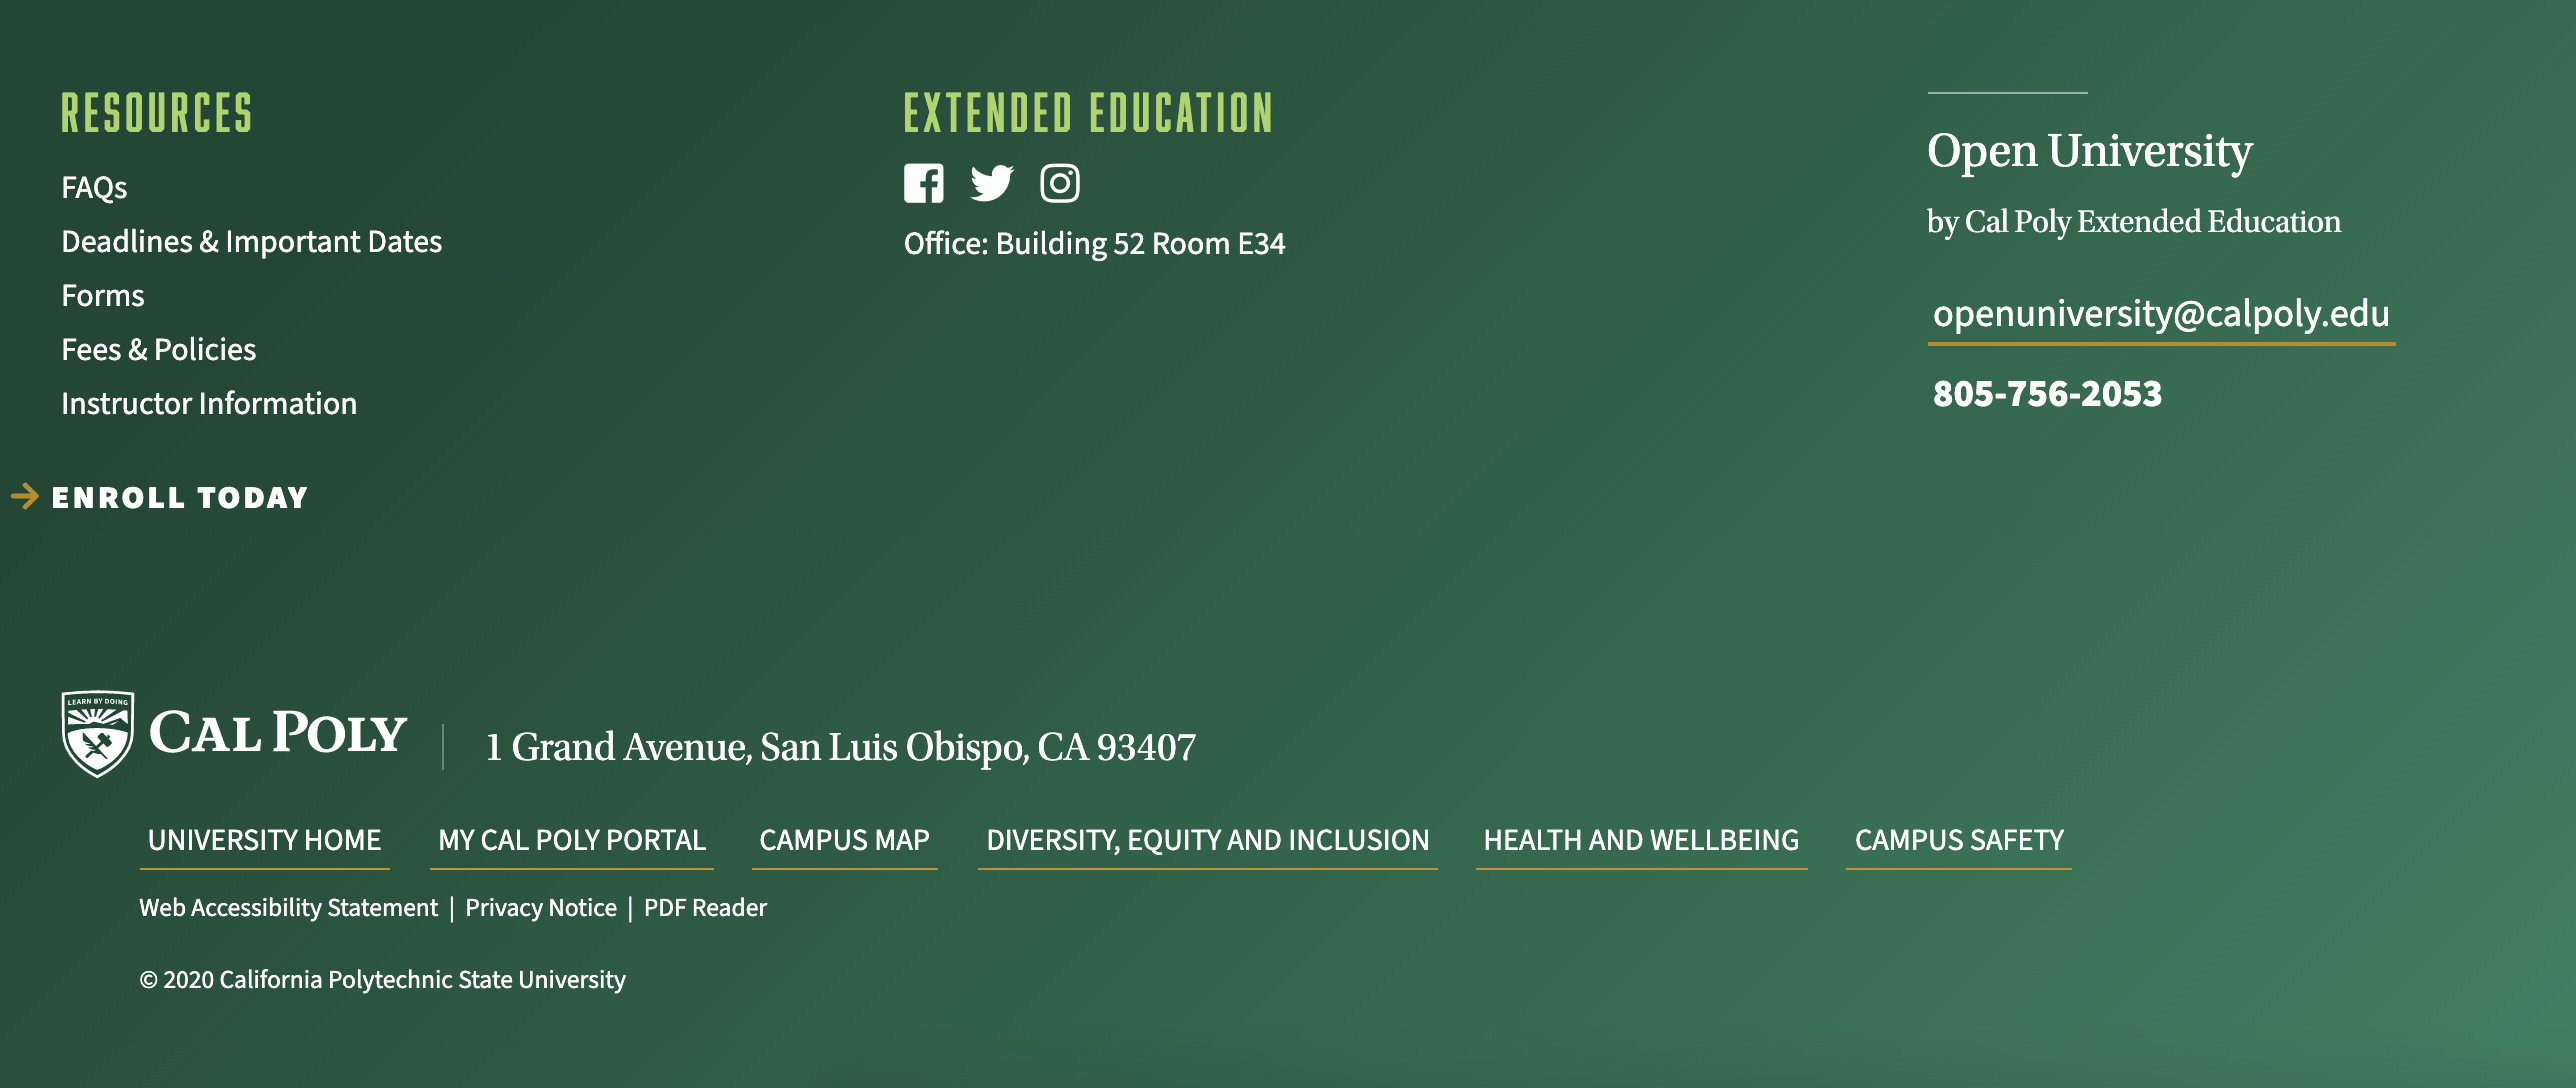 RESOURCES
FAQs
Deadlines & Important Dates
Forms
Fees & Policies
Instructor Information
ENROLL TODAY
EXTENDED EDUCATION
Office: Building 52 Room E34
Open University
by Cal Poly Extended Education
openuniversity@calpoly.edu
805-756-2053
LEARN BY DOING
CAL POLY
1 Grand Avenue, San Luis Obispo, CA 93407
UNIVERSITY HOME MY CAL POLY PORTAL CAMPUS MAP DIVERSITY, EQUITY AND INCLUSION HEALTH AND WELLBEING CAMPUS SAFETY
Web Accessibility Statement | Privacy Notice | PDF Reader
© 2020 California Polytechnic State University